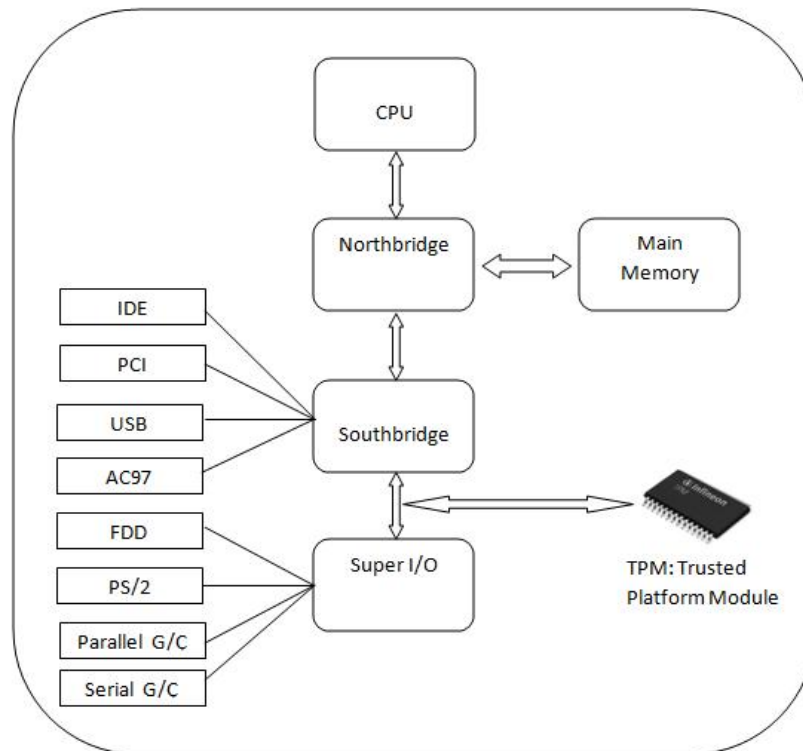 CPU
Northbridge
Main
Memory
IDE
PCI
USB
AC97
Southbridge
FDD
PS/2
Parallel G/C
Serial G/C
Super I/O
infineon
TPM: Trusted
Platform Module